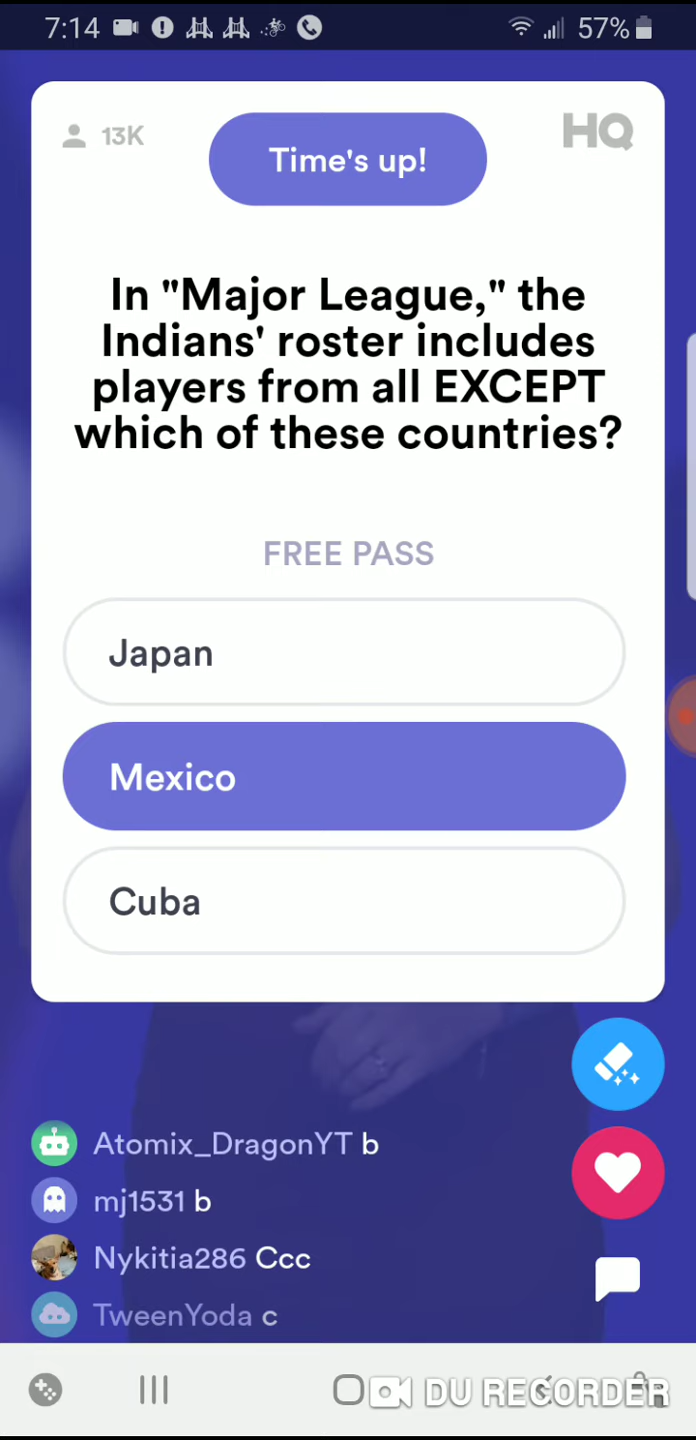 7:14
57%
13K
Time's up!
HQ
In "Major League," the
Indians' roster includes
players from all EXCEPT
which of these countries?
FREE PASS
Japan
Mexico
Cuba
Atomix_DragonYT b
mj1531 b
Nykitia286 Ccc
TweenYoda c
DU RECORDER